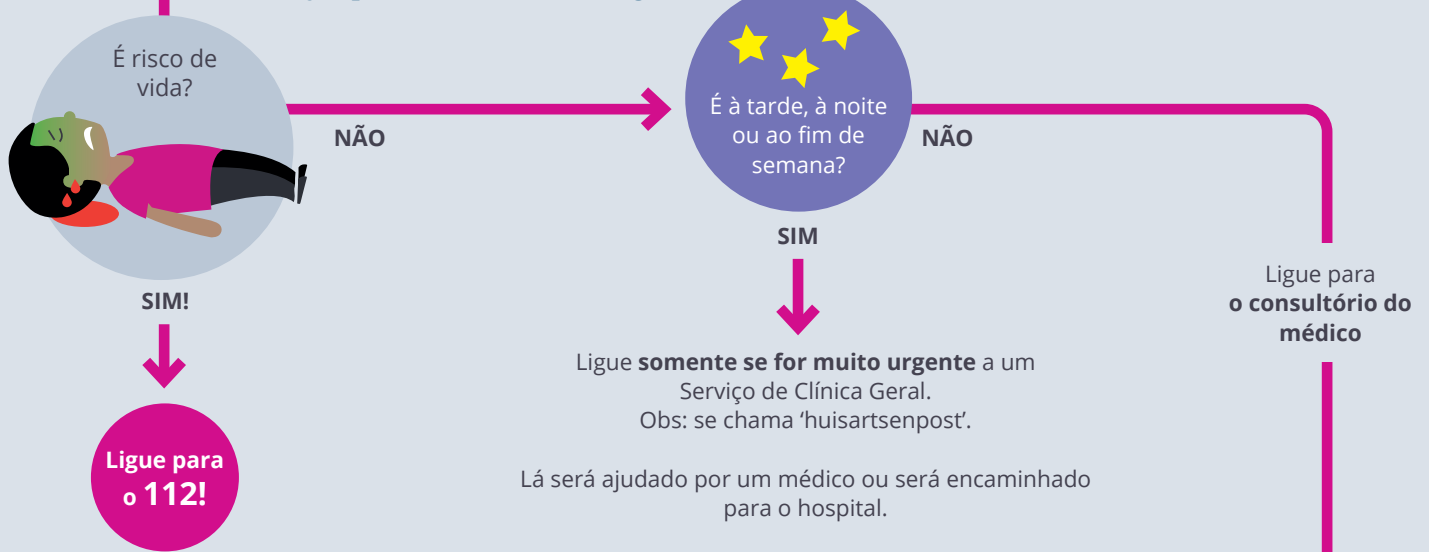 É risco de
vida?
NÃO
SIM!
Ligue para
o 112!
É à tarde, à noite
ou ao fim de
semana?
NÃO
SIM
Ligue somente se for muito urgente a um
Serviço de Clínica Geral.
Obs: se chama ‘huisartsenpost’.
Lá será ajudado por um médico ou será encaminhado
para o hospital.
Ligue para
o consultório do
médico